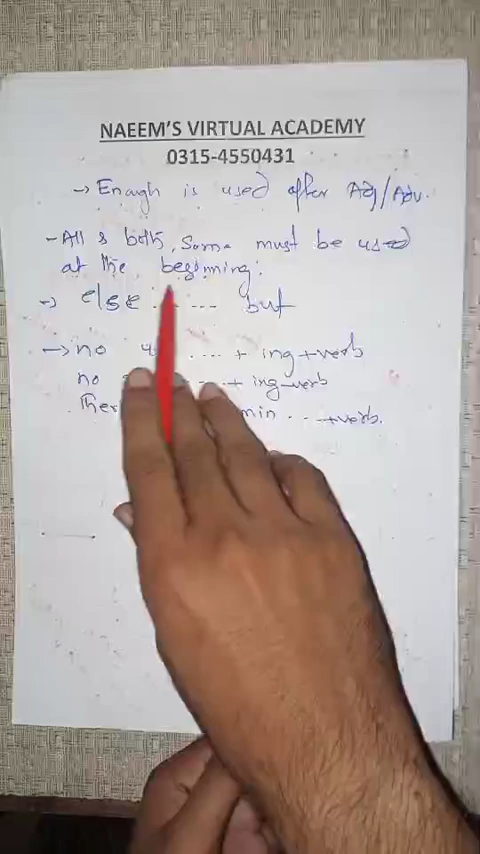 NAEEM'S VIRTUAL ACADEMY
0315-4550431
→ Enough is used after Adj/Adv.
- All & both, Some must be used
at the beginning:
→ else ..... but
→ no .... + ing + verb
no ... + ing-verb
... + verb.